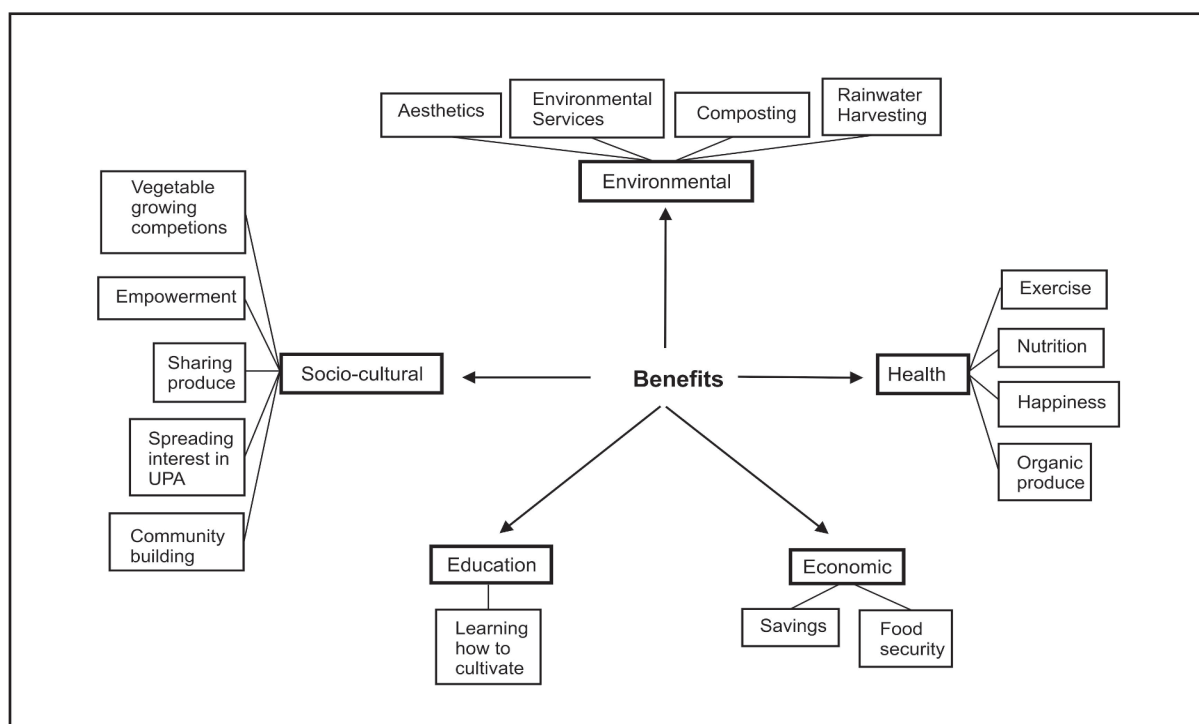 Aesthetics
Environmental
Services
Composting
Rainwater
Harvesting
Environmental
Vegetable
growing
competions
Empowerment
Sharing
produce
Spreading
interest in
UPA
Community
building
Socio-cultural
Benefits
Health
Exercise
Nutrition
Happiness
Organic
produce
Education
Learning
how to
cultivate
Economic
Savings
Food
security